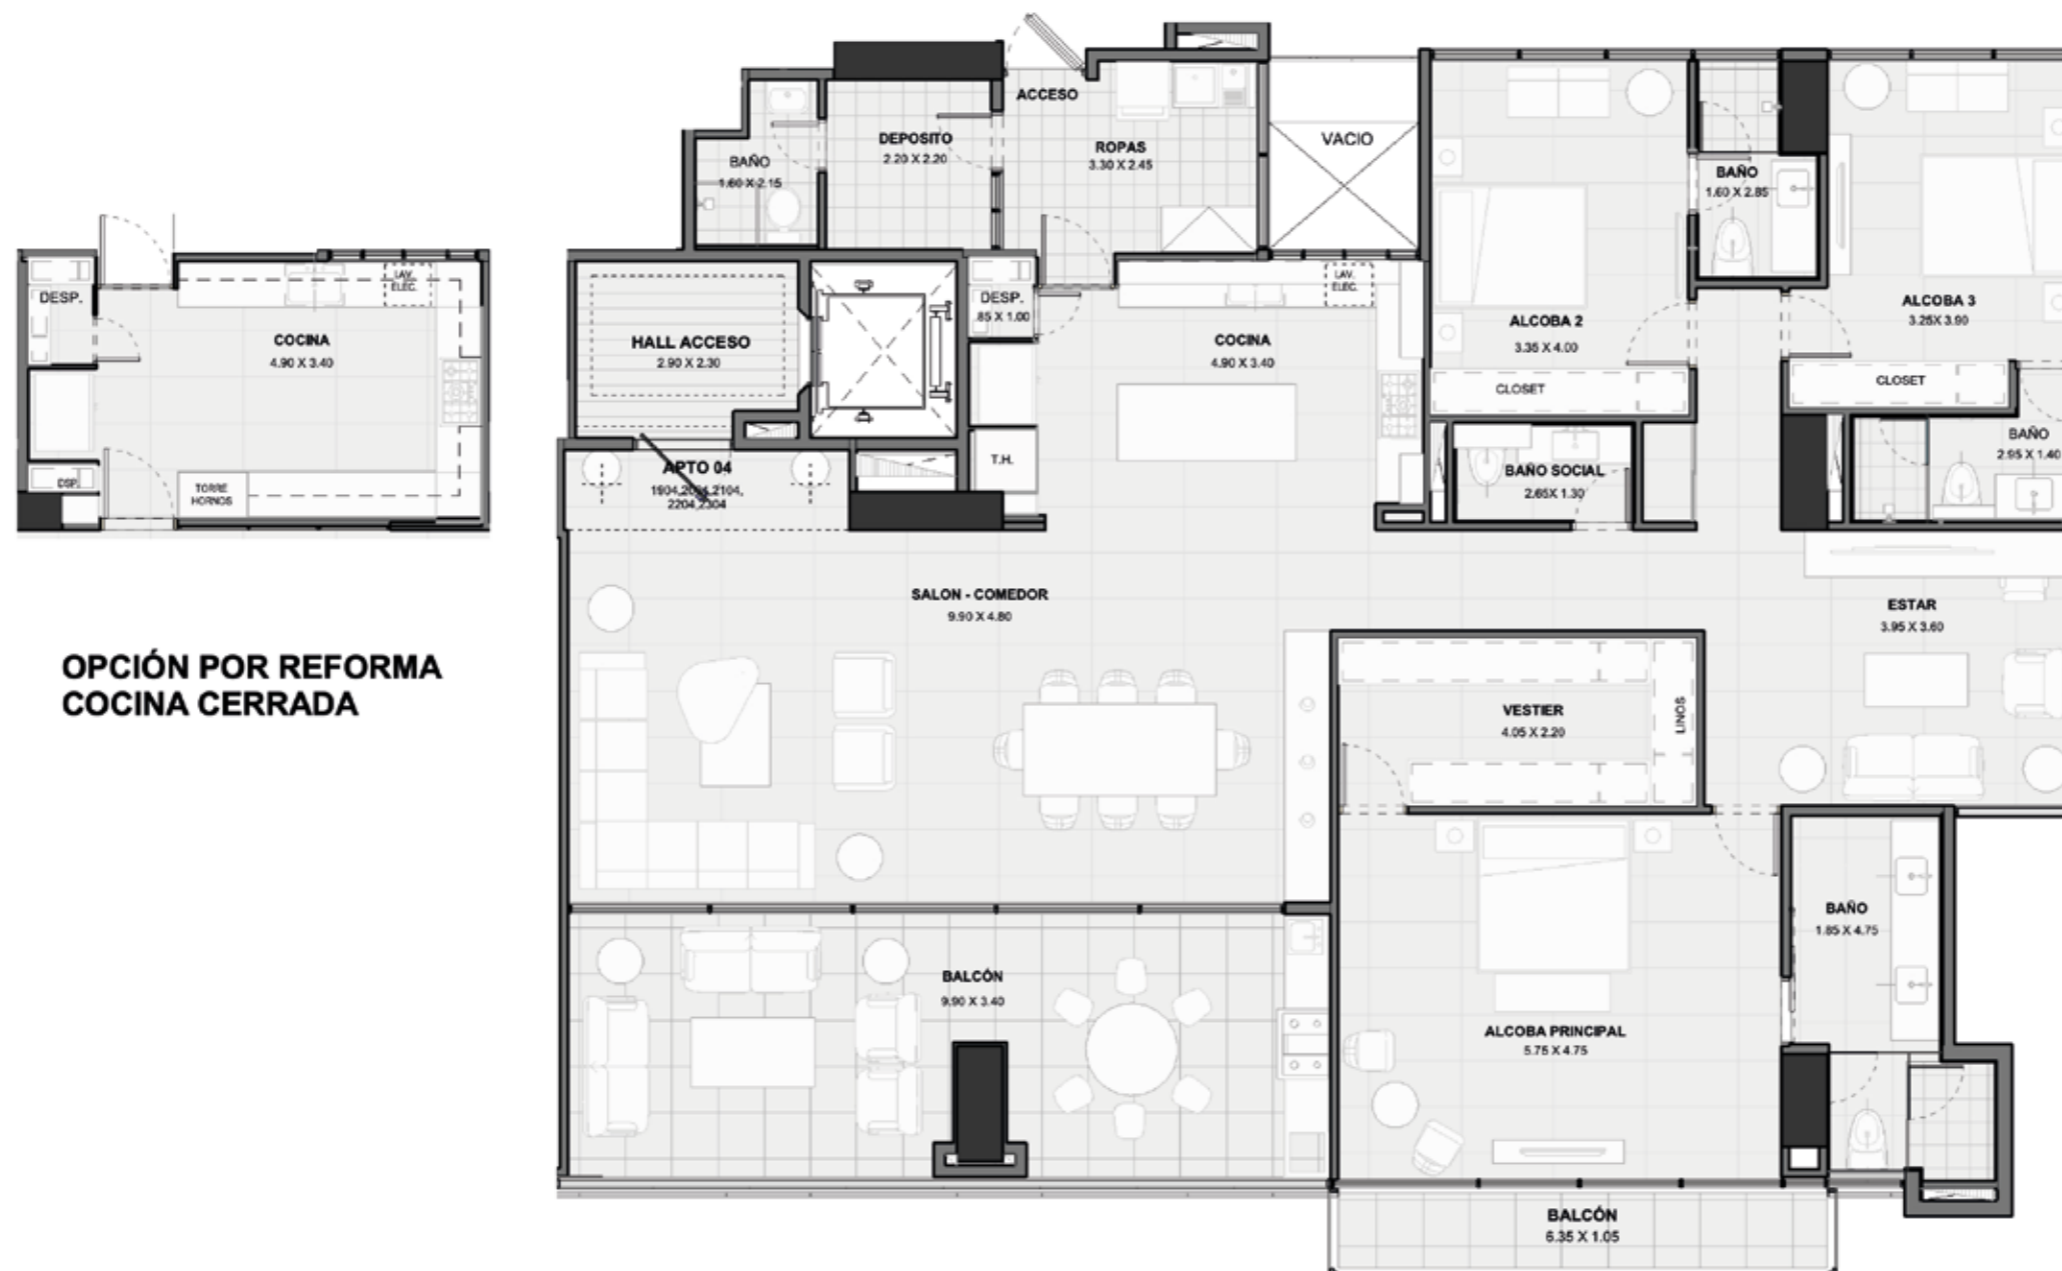 ACCESO
DEPOSITO
2.20 X 2.20
ROPAS
3.30 X 2.45
VACIO
BAÑO
1.60 X 2.15
BAÑO
1.60 X 2.85
DESP.
LAV.
ELEC.
COCINA
4.90 X 3.40
DSP.
TORRE
HORNOS
OPCIÓN POR REFORMA
COCINA CERRADA
HALL ACCESO
2.90 X 2.30
DESP.
.85 X 1.00
LAV.
ELEC.
COCINA
4.90 X 3.40
T.H.
ALCOBA 2
3.35 X 4.00
CLOSET
ALCOBA 3
3.25X 3.90
CLOSET
APTO 04
2204,2304
BAÑO SOCIAL
2.65X 1.30
BAÑO
2.95 X 1.40
SALON - COMEDOR
9.90 X 4.80
ESTAR
3.95 X 3.60
VESTIER
4.05 X 2.20
LINOS
BALCÓN
9.90 X 3.40
ALCOBA PRINCIPAL
5.75 X 4.75
BAÑO
1.85 X 4.75
BALCÓN
6.35 X 1.05